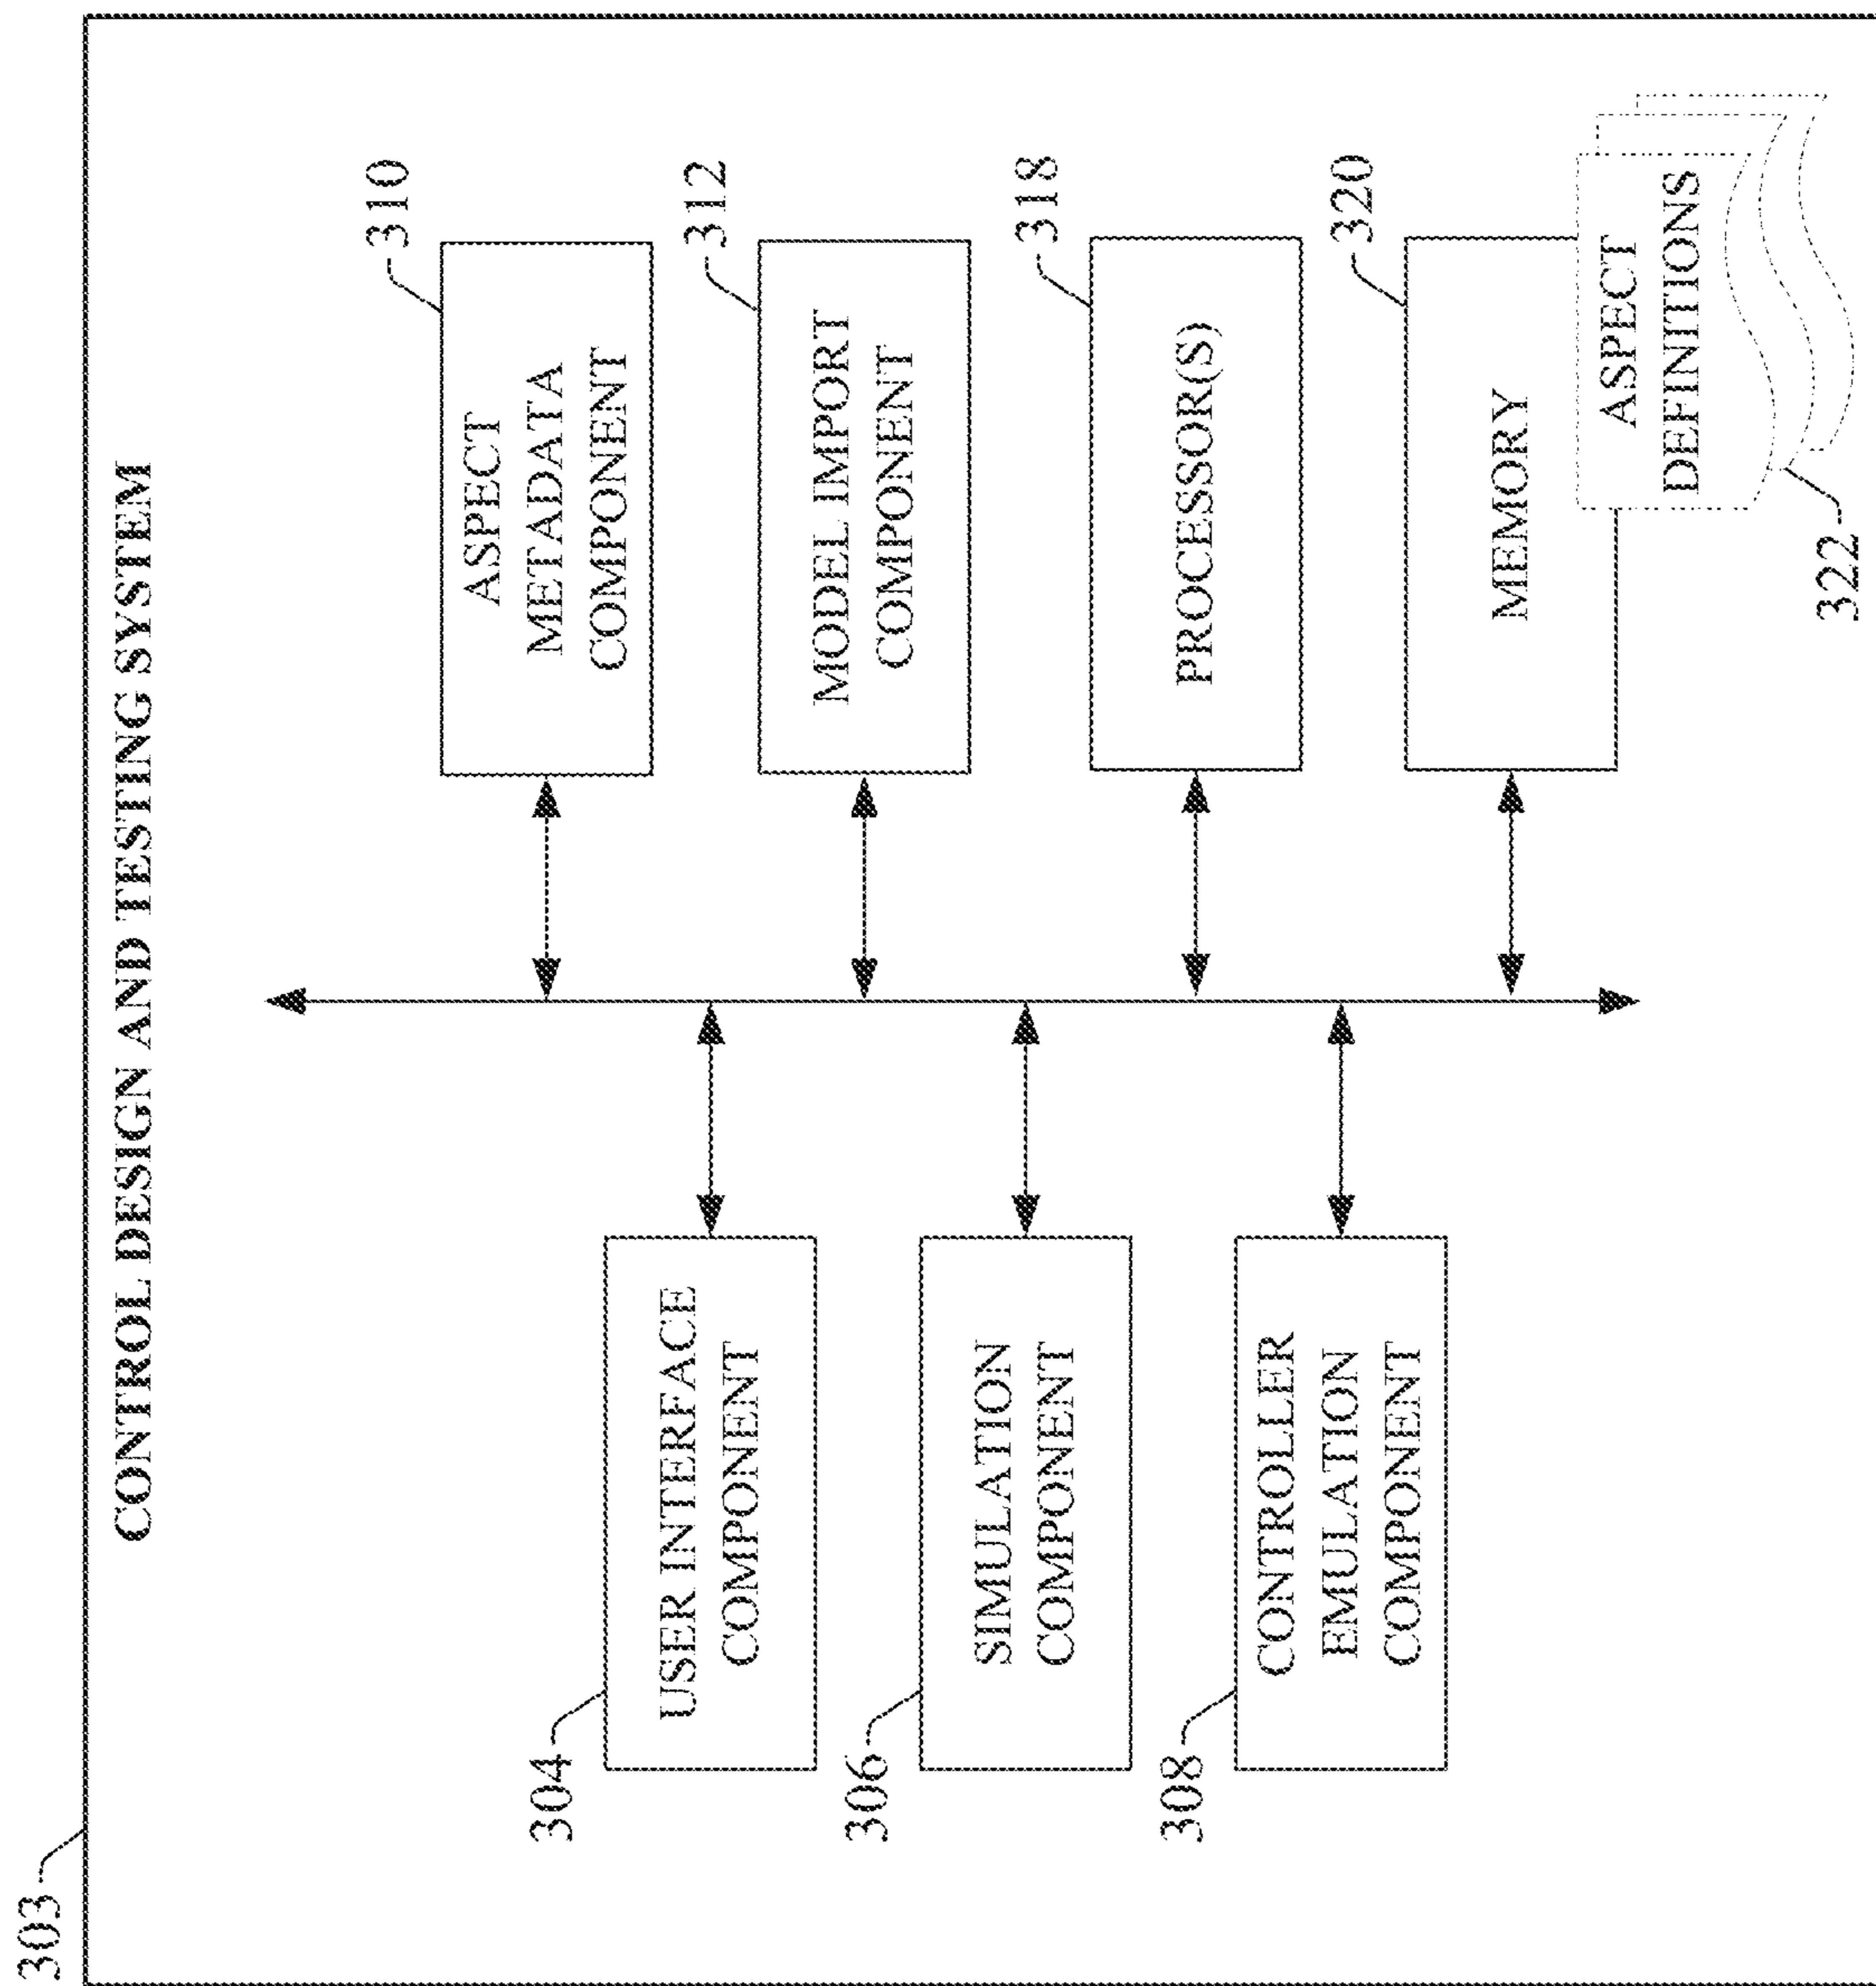 303
CONTROL DESIGN AND TESTING SYSTEM
304
USER INTERFACE
COMPONENT
306
SIMULATION
COMPONENT
308
CONTROLLER
EMULATION
COMPONENT
310
ASPECT
METADATA
COMPONENT
312
MODEL IMPORT
COMPONENT
318
PROCESSOR(S)
320
MEMORY
ASPECT
DEFINITIONS
322